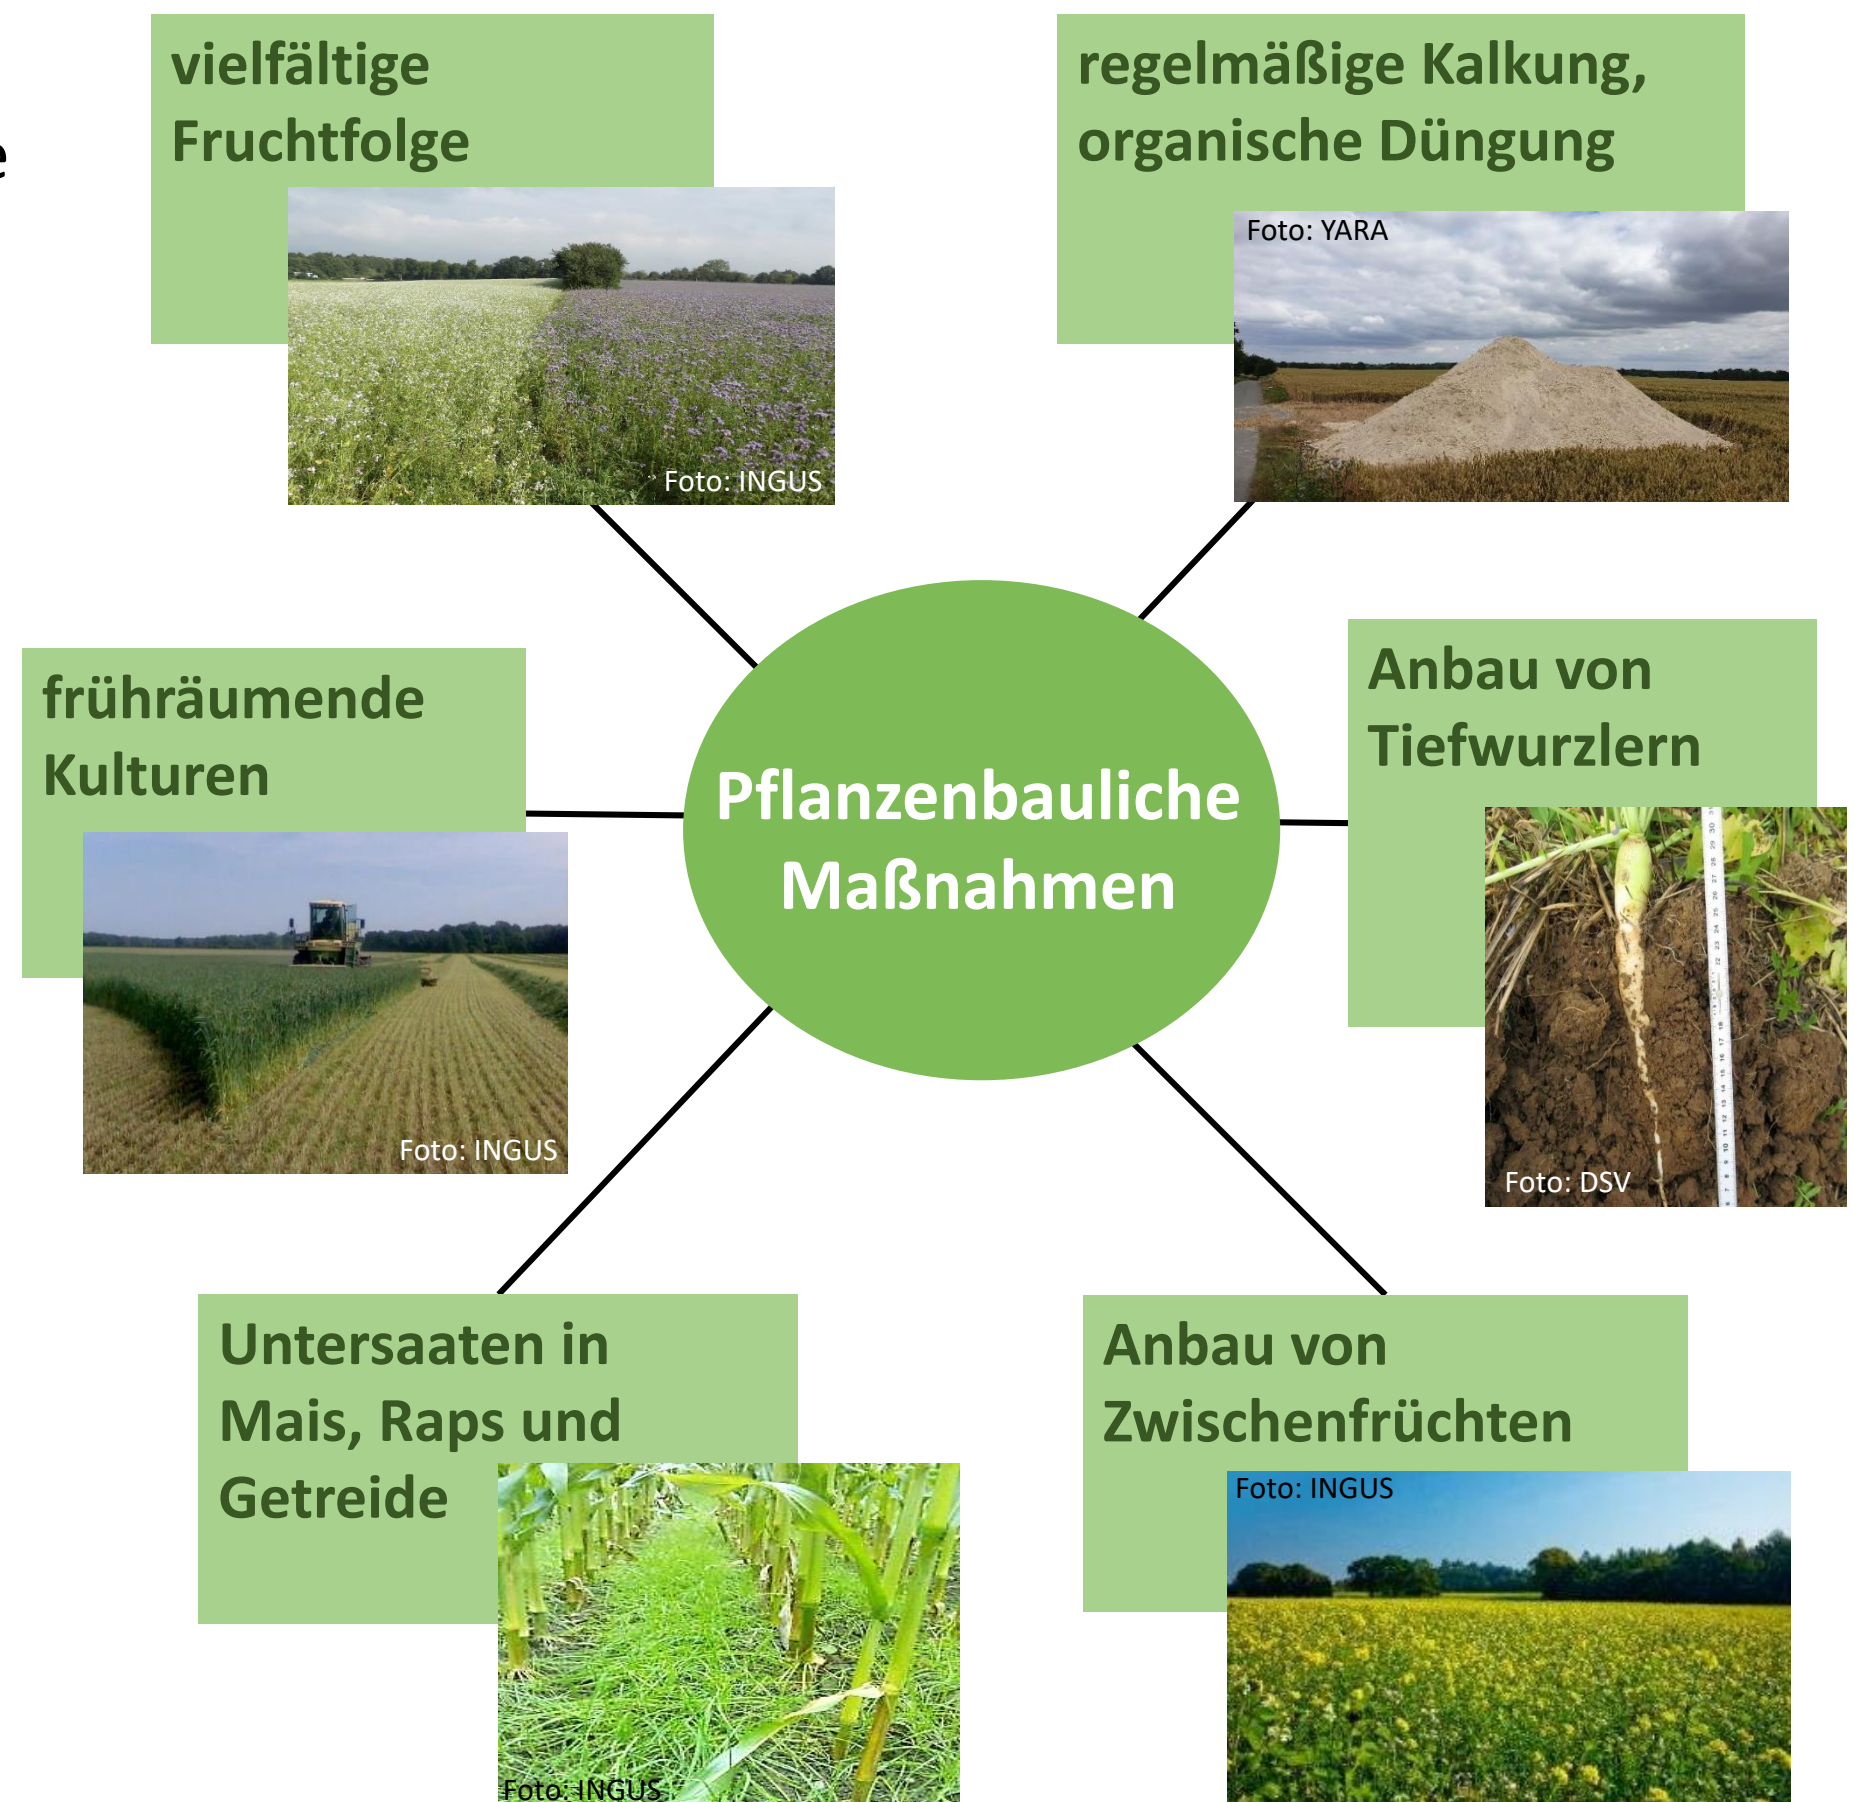 vielfältige
Fruchtfolge
Foto: INGUS
regelmäßige Kalkung,
organische Düngung
Foto: YARA
frühräumende
Kulturen
Foto: INGUS
Pflanzenbauliche
Maßnahmen
Anbau von
Tiefwurzlern
Foto: DSV
Untersaaten in
Mais, Raps und
Getreide
Foto: INGUS
Anbau von
Zwischenfrüchten
Foto: INGUS